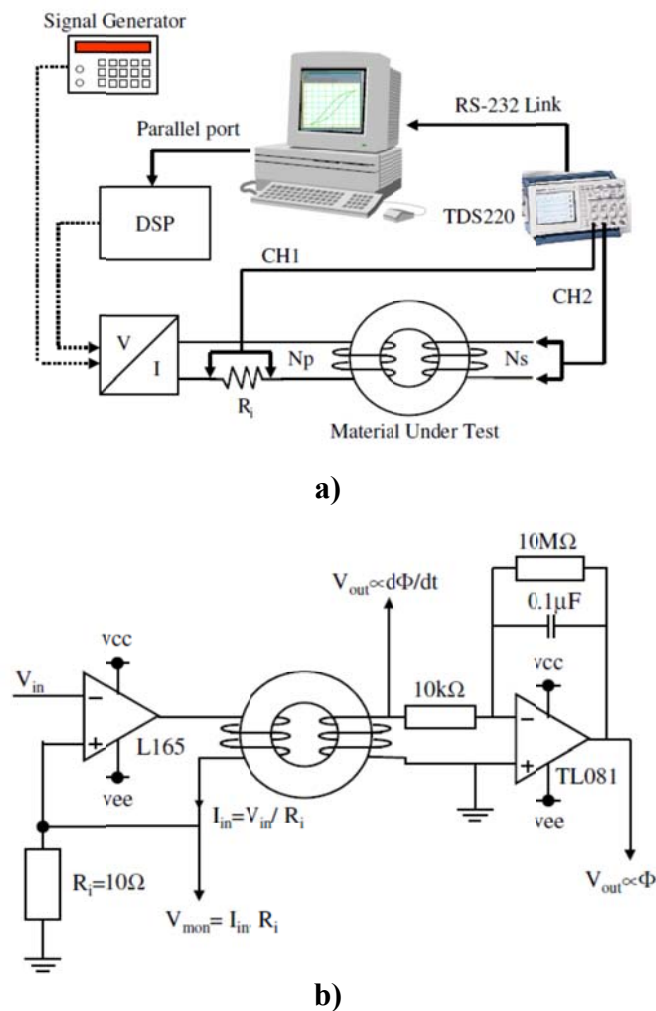 Signal Generator
RS-232 Link
Parallel port
DSP
TDS220
CH1
CH2
V
I
Np
Ns
Ri
Material Under Test
a)
10MΩ
Vout∝dΦ/dt
0.1μF
vcc
vcc
Vin
10kΩ
−
−
+
+
L165
TL081
vee
vee
Iin=Vin/ Ri
Ri=10Ω
Vout∝Φ
Vmon= Iin. Ri
b)